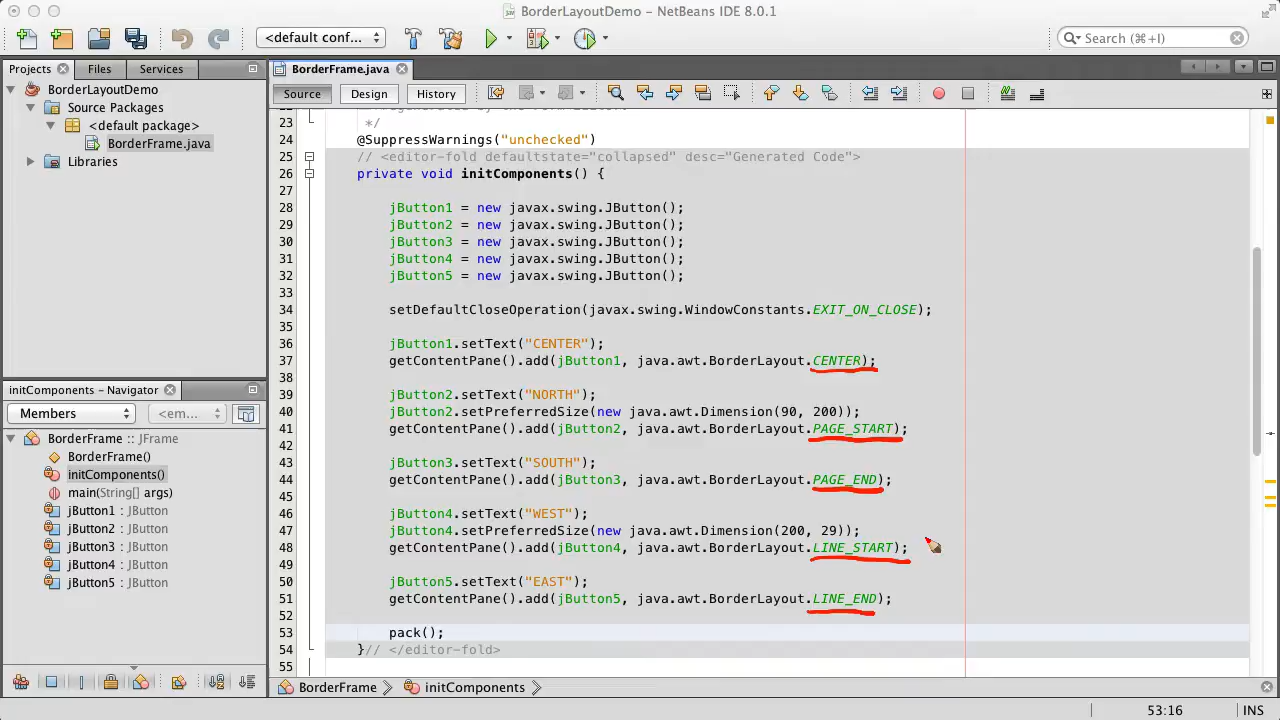 BorderLayoutDemo – NetBeans IDE 8.0.1
<default conf...
Search (⌘+I)
Projects
Files
Services
BorderFrame.java
Source
Design
History
BorderLayoutDemo
Source Packages
<default package>
BorderFrame.java
Libraries
23 */
24 @SuppressWarnings("unchecked")
25 // <editor-fold defaultstate="collapsed" desc="Generated Code">
26 private void initComponents() {
27
28 jButton1 = new javax.swing.JButton();
29 jButton2 = new javax.swing.JButton();
30 jButton3 = new javax.swing.JButton();
31 jButton4 = new javax.swing.JButton();
32 jButton5 = new javax.swing.JButton();
33
34 setDefaultCloseOperation(javax.swing.WindowConstants.EXIT_ON_CLOSE);
35
36 jButton1.setText("CENTER");
37 getContentPane().add(jButton1, java.awt.BorderLayout.CENTER);
38
39 jButton2.setText("NORTH");
40 jButton2.setPreferredSize(new java.awt.Dimension(90, 200));
41 getContentPane().add(jButton2, java.awt.BorderLayout.PAGE_START);
42
43 jButton3.setText("SOUTH");
44 getContentPane().add(jButton3, java.awt.BorderLayout.PAGE_END);
45
46 jButton4.setText("WEST");
47 jButton4.setPreferredSize(new java.awt.Dimension(200, 29));
48 getContentPane().add(jButton4, java.awt.BorderLayout.LINE_START);
49
50 jButton5.setText("EAST");
51 getContentPane().add(jButton5, java.awt.BorderLayout.LINE_END);
52
53 pack();
54 }// </editor-fold>
55
initComponents – Navigator
Members
<em...
BorderFrame :: JFrame
BorderFrame()
initComponents()
main(String[] args)
jButton1 : JButton
jButton2 : JButton
jButton3 : JButton
jButton4 : JButton
jButton5 : JButton
BorderFrame
initComponents
53:16
INS